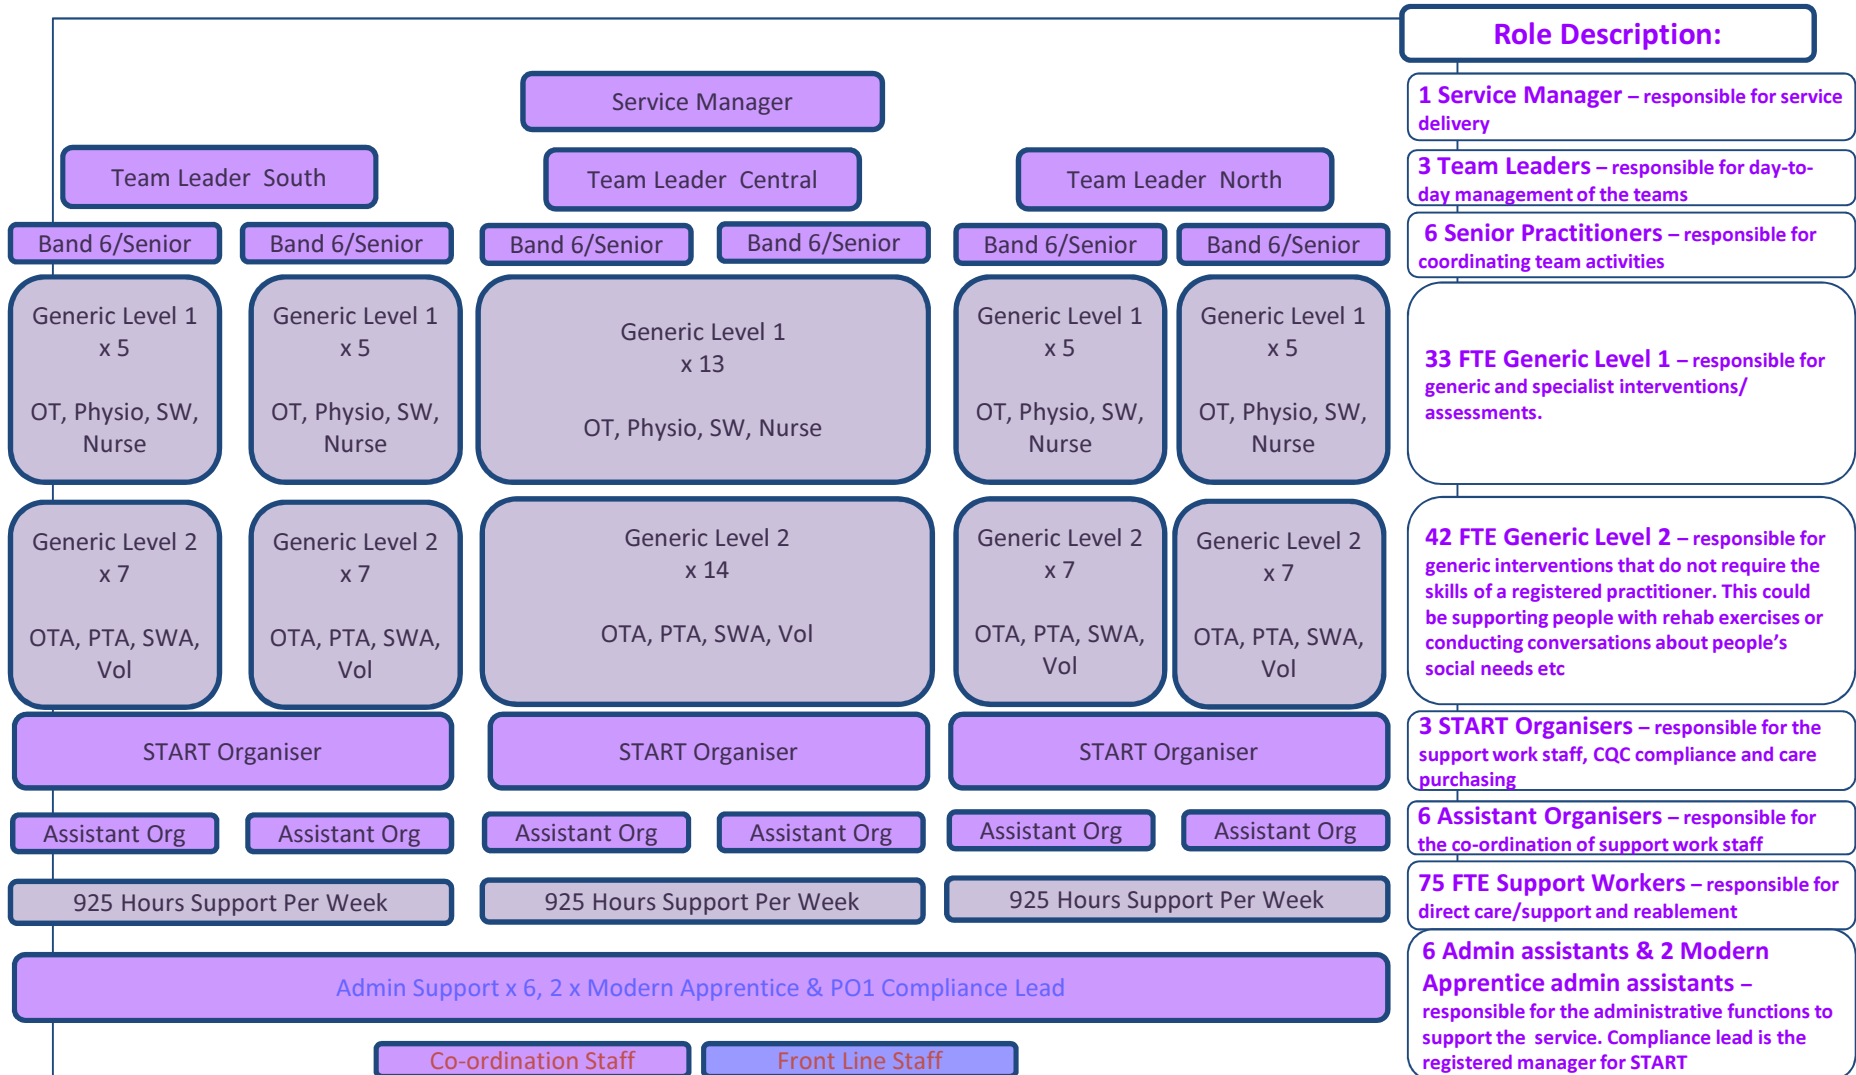 Role Description:
Service Manager
1 Service Manager – responsible for service
delivery
Team Leader  South
Team Leader  Central
Team Leader  North
3 Team Leaders – responsible for day-to-
day management of the teams
Band 6/Senior
Band 6/Senior
Band 6/Senior
Band 6/Senior
Band 6/Senior
Band 6/Senior
6 Senior Practitioners – responsible for
coordinating team activities
Generic Level 1
x 5
OT, Physio, SW,
Nurse
Generic Level 1
x 5
OT, Physio, SW,
Nurse
Generic Level 1
x 13
OT, Physio, SW, Nurse
Generic Level 1
x 5
OT, Physio, SW,
Nurse
Generic Level 1
x 5
OT, Physio, SW,
Nurse
33 FTE Generic Level 1 – responsible for
generic and specialist interventions/
assessments.
Generic Level 2
x 7
OTA, PTA, SWA,
Vol
Generic Level 2
x 7
OTA, PTA, SWA,
Vol
Generic Level 2
x 14
OTA, PTA, SWA, Vol
Generic Level 2
x 7
OTA, PTA, SWA,
Vol
Generic Level 2
x 7
OTA, PTA, SWA,
Vol
42 FTE Generic Level 2 – responsible for
generic interventions that do not require the
skills of a registered practitioner. This could
be supporting people with rehab exercises or
conducting conversations about people’s
social needs etc
START Organiser
START Organiser
START Organiser
3 START Organisers – responsible for the
support work staff, CQC compliance and care
purchasing
Assistant Org
Assistant Org
Assistant Org
Assistant Org
Assistant Org
Assistant Org
6 Assistant Organisers – responsible for
the co-ordination of support work staff
925 Hours Support Per Week
925 Hours Support Per Week
925 Hours Support Per Week
75 FTE Support Workers – responsible for
direct care/support and reablement
Admin Support x 6, 2 x Modern Apprentice & PO1 Compliance Lead
6 Admin assistants & 2 Modern
Apprentice admin assistants –
responsible for the administrative functions to
support the  service. Compliance lead is the
registered manager for START
Co-ordination Staff
Front Line Staff